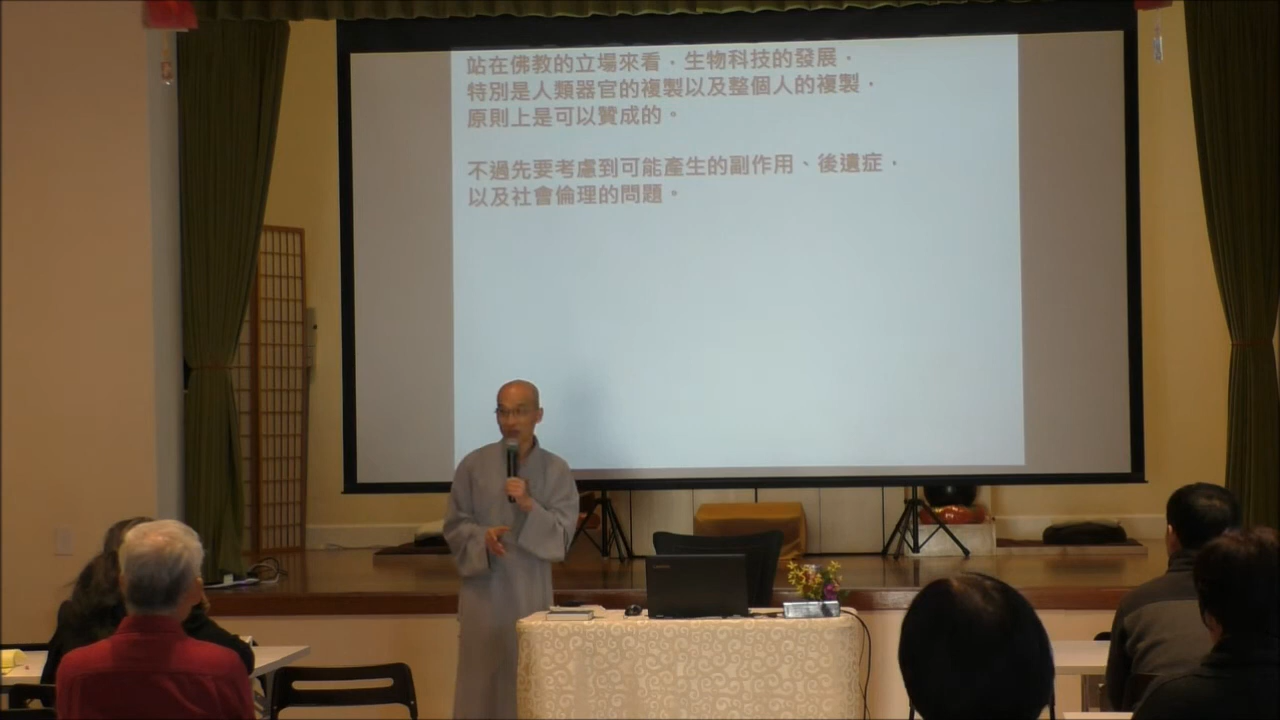 站在佛教的立場來看，生物科技的發展，
特別是人類器官的複製以及整個人的複製，
原則上是可以贊成的。
不過先要考慮到可能產生的副作用、後遺症，
以及社會倫理的問題。